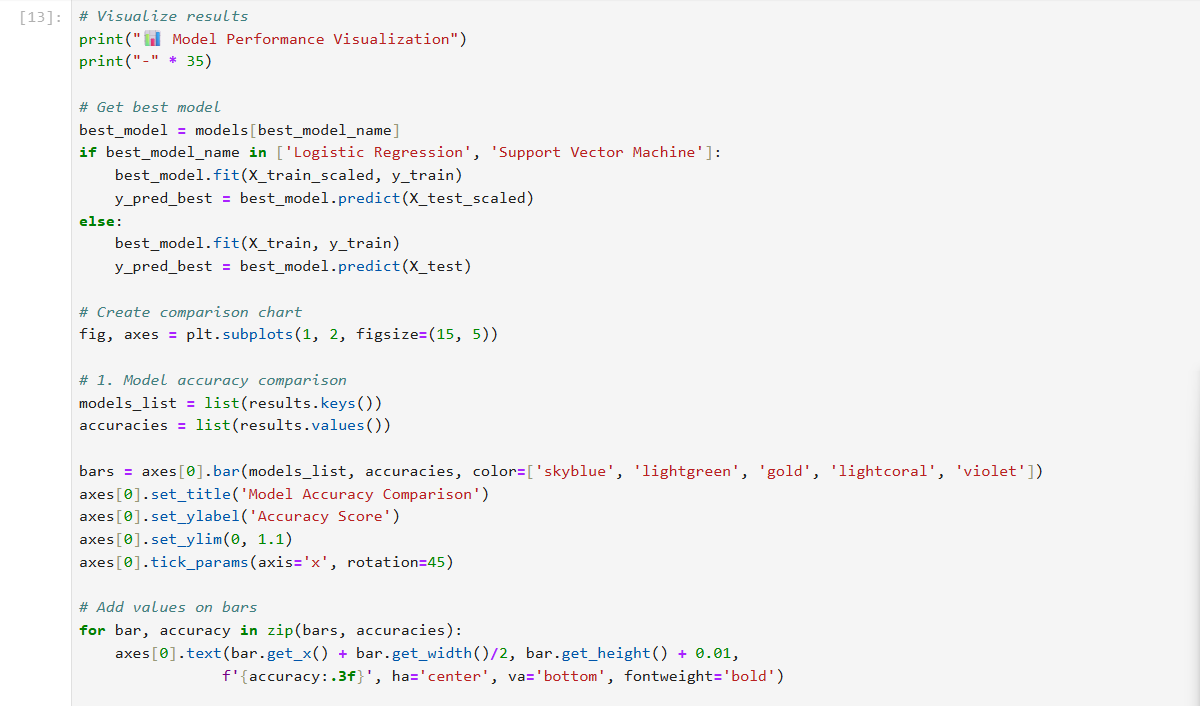 [13]: # Visualize results
print("📊 Model Performance Visualization")
print("-" * 35)

# Get best model
best_model = models[best_model_name]
if best_model_name in ['Logistic Regression', 'Support Vector Machine']:
    best_model.fit(X_train_scaled, y_train)
    y_pred_best = best_model.predict(X_test_scaled)
else:
    best_model.fit(X_train, y_train)
    y_pred_best = best_model.predict(X_test)

# Create comparison chart
fig, axes = plt.subplots(1, 2, figsize=(15, 5))

# 1. Model accuracy comparison
models_list = list(results.keys())
accuracies = list(results.values())

bars = axes[0].bar(models_list, accuracies, color=['skyblue', 'lightgreen', 'gold', 'lightcoral', 'violet'])
axes[0].set_title('Model Accuracy Comparison')
axes[0].set_ylabel('Accuracy Score')
axes[0].set_ylim(0, 1.1)
axes[0].tick_params(axis='x', rotation=45)

# Add values on bars
for bar, accuracy in zip(bars, accuracies):
    axes[0].text(bar.get_x() + bar.get_width()/2, bar.get_height() + 0.01,
                f'{accuracy:.3f}', ha='center', va='bottom', fontweight='bold')